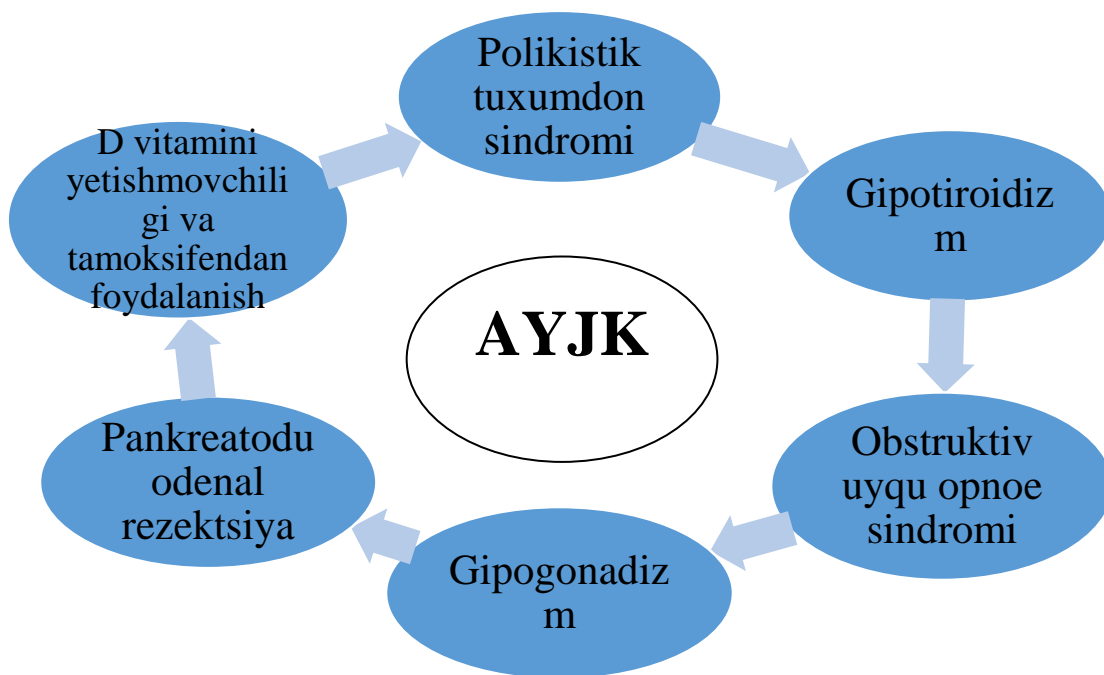 Polikistik
tuxumdon
sindromi
Gipotiroidiz
m
Obstruktiv
uyqu opnoe
sindromi
Gipogonadiz
m
Pankreatodu
odenal
rezektsiya
D vitamini
yetishmovchili
gi va
tamoksifendan
foydalanish
AYJK